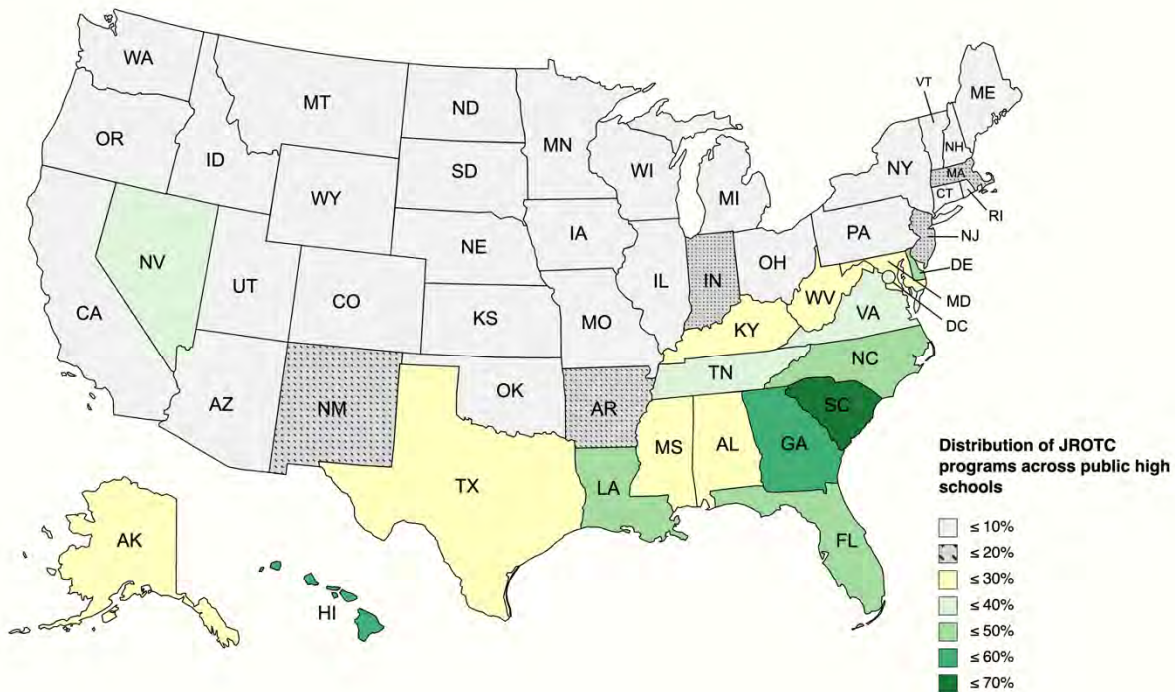 WA
MT
ND
MN
VT
ME
OR
ID
SD
WI
NY
NH
MA
WY
MI
CT
RI
NE
IA
PA
NJ
NV
UT
CO
IL
IN
OH
DE
CA
KS
MO
WV
MD
KY
VA
DC
AZ
NM
OK
AR
TN
NC
SC
MS
AL
GA
TX
LA
FL
AK
HI
Distribution of JROTC
programs across public high
schools
≤ 10%
≤ 20%
≤ 30%
≤ 40%
≤ 50%
≤ 60%
≤ 70%